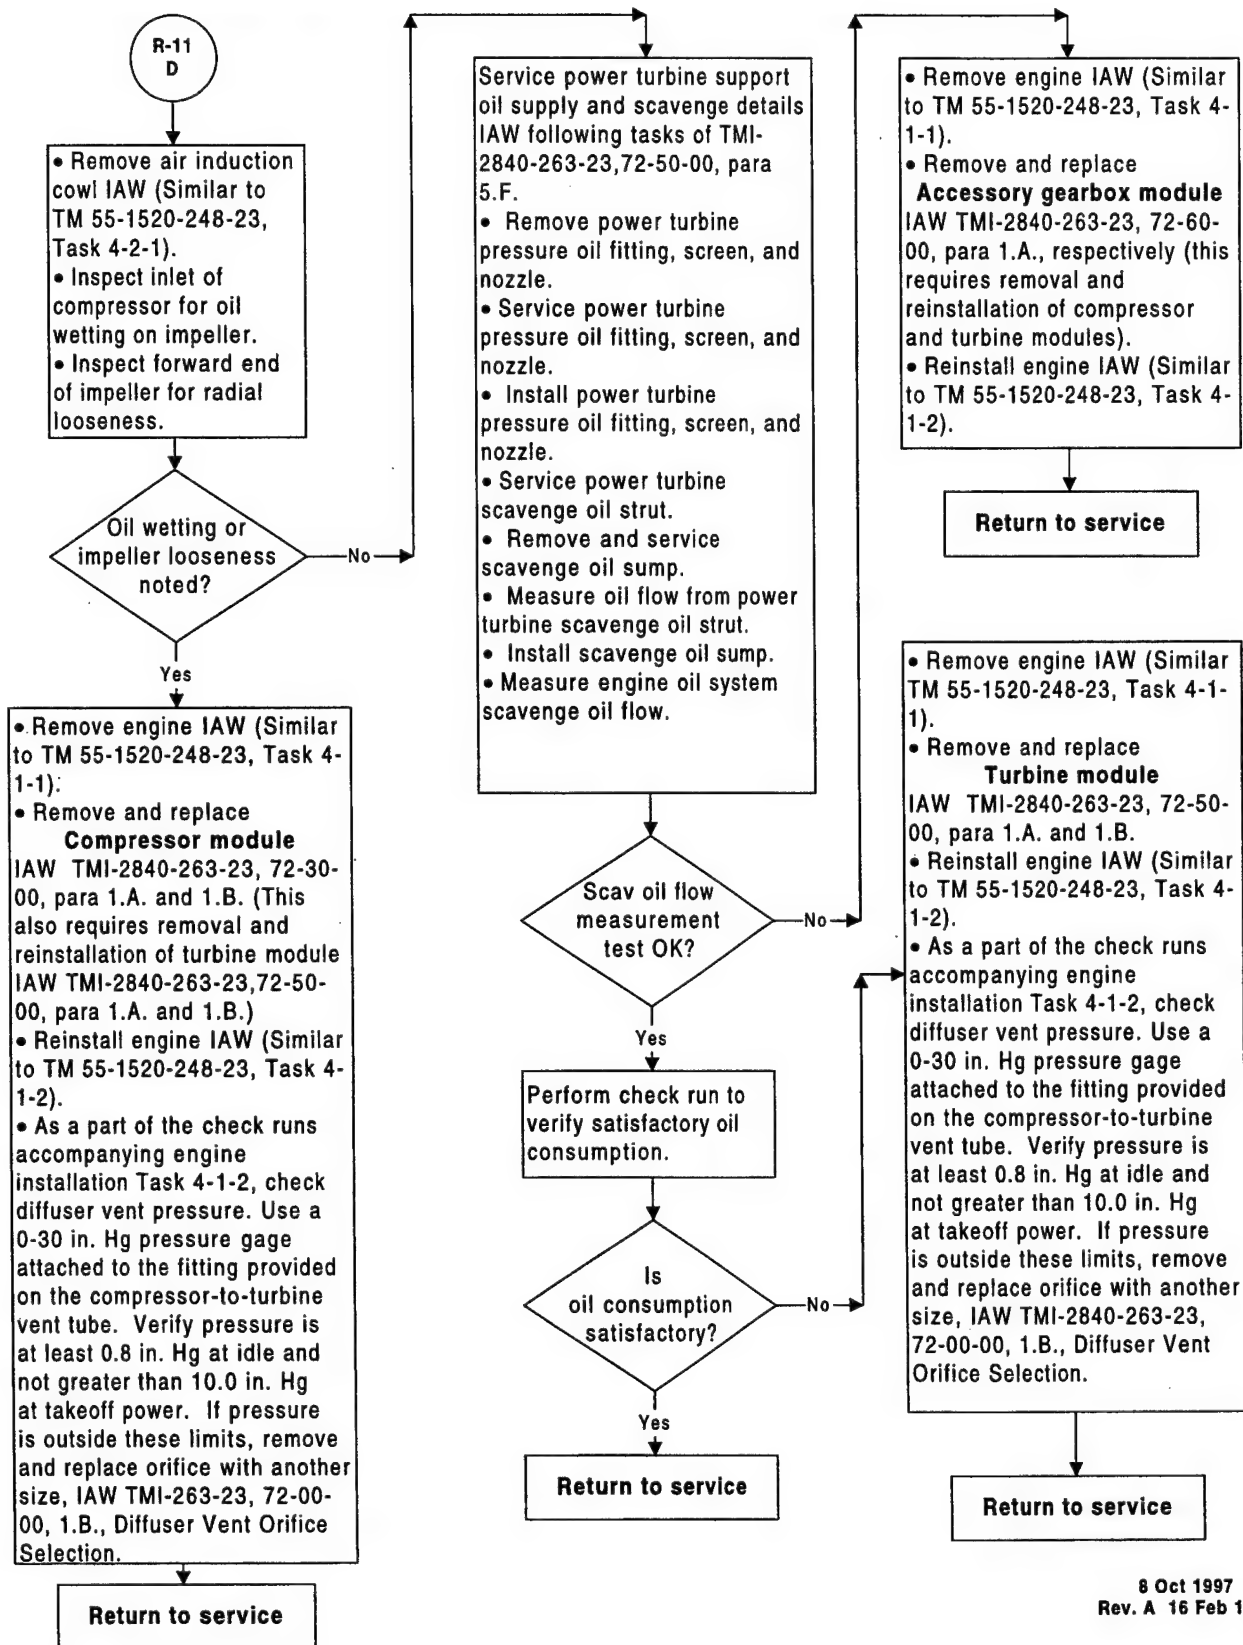 R-11
D
• Remove air induction
cowl IAW (Similar to
TM 55-1520-248-23,
Task 4-2-1).
• Inspect inlet of
compressor for oil
wetting on impeller.
• Inspect forward end
of impeller for radial
looseness.
Oil wetting or
impeller looseness
noted?
No
Yes
• Remove engine IAW (Similar
to TM 55-1520-248-23, Task 4-
1-1):
• Remove and replace
Compressor module
IAW TMI-2840-263-23, 72-30-
00, para 1.A. and 1.B. (This
also requires removal and
reinstallation of turbine module
IAW TMI-2840-263-23,72-50-
00, para 1.A. and 1.B.)
• Reinstall engine IAW (Similar
to TM 55-1520-248-23, Task 4-
1-2).
• As a part of the check runs
accompanying engine
installation Task 4-1-2, check
diffuser vent pressure. Use a
0-30 in. Hg pressure gage
attached to the fitting provided
on the compressor-to-turbine
vent tube. Verify pressure is
at least 0.8 in. Hg at idle and
not greater than 10.0 in. Hg
at takeoff power. If pressure
is outside these limits, remove
and replace orifice with another
size, IAW TMI-263-23, 72-00-
00, 1.B., Diffuser Vent Orifice
Selection.
Return to service
Service power turbine support
oil supply and scavenge details
IAW following tasks of TMI-
2840-263-23,72-50-00, para
5.F.
• Remove power turbine
pressure oil fitting, screen, and
nozzle.
• Service power turbine
pressure oil fitting, screen, and
nozzle.
• Install power turbine
pressure oil fitting, screen, and
nozzle.
• Service power turbine
scavenge oil strut.
• Remove and service
scavenge oil sump.
• Measure oil flow from power
turbine scavenge oil strut.
• Install scavenge oil sump.
• Measure engine oil system
scavenge oil flow.
Scav oil flow
measurement
test OK?
No
Yes
Perform check run to
verify satisfactory oil
consumption.
Is
oil consumption
satisfactory?
No
Yes
Return to service
• Remove engine IAW (Similar
to TM 55-1520-248-23, Task 4-
1-1).
• Remove and replace
Accessory gearbox module
IAW TMI-2840-263-23, 72-60-
00, para 1.A., respectively (this
requires removal and
reinstallation of compressor
and turbine modules).
• Reinstall engine IAW (Similar
to TM 55-1520-248-23, Task 4-
1-2).
Return to service
• Remove engine IAW (Similar
TM 55-1520-248-23, Task 4-1-
1).
• Remove and replace
Turbine module
IAW TMI-2840-263-23, 72-50-
00, para 1.A. and 1.B.
• Reinstall engine IAW (Similar
to TM 55-1520-248-23, Task 4-
1-2).
• As a part of the check runs
accompanying engine
installation Task 4-1-2, check
diffuser vent pressure. Use a
0-30 in. Hg pressure gage
attached to the fitting provided
on the compressor-to-turbine
vent tube. Verify pressure is
at least 0.8 in. Hg at idle and
not greater than 10.0 in. Hg
at takeoff power. If pressure
is outside these limits, remove
and replace orifice with another
size, IAW TMI-2840-263-23,
72-00-00, 1.B., Diffuser Vent
Orifice Selection.
Return to service
8 Oct 1997
Rev. A 16 Feb 1